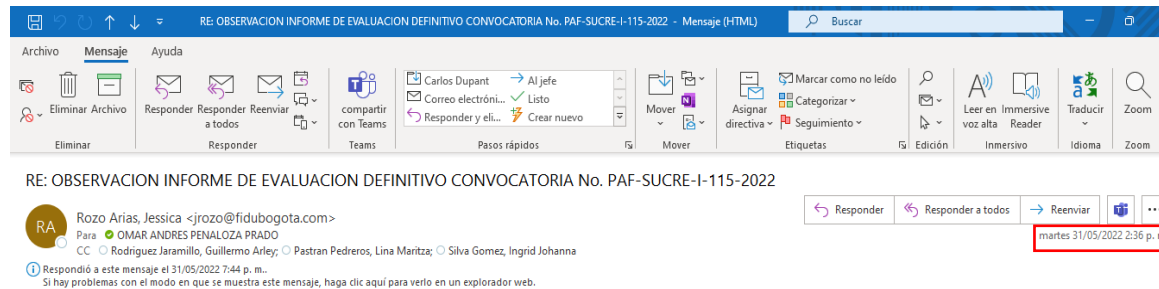 RE: OBSERVACION INFORME DE EVALUACION DEFINITIVO CONVOCATORIA No. PAF-SUCRE-I-115-2022 - Mensaje (HTML)
Buscar
Archivo Mensaje Ayuda
Eliminar Archivo
Responder Responder a todos Reenviar
compartir con Teams
Carlos Dupant Al jefe
Correo electróni... Listo
Responder y eli... Crear nuevo
Mover
Asignar directiva
Marcar como no leído
Categorizar
Seguimiento
Leer en voz alta Immersive Reader
Traducir
Zoom
Eliminar Responder Teams Pasos rápidos Mover Etiquetas Edición Inmersivo Idioma Zoom
RE: OBSERVACION INFORME DE EVALUACION DEFINITIVO CONVOCATORIA No. PAF-SUCRE-I-115-2022
RA
Rozo Arias, Jessica <jrozo@fidubogota.com>
Para OMAR ANDRES PENALOZA PRADO
CC Rodriguez Jaramillo, Guillermo Arley; Pastran Pedreros, Lina Maritza; Silva Gomez, Ingrid Johanna
Responder Responder a todos Reenviar
martes 31/05/2022 2:36 p.
Respondió a este mensaje el 31/05/2022 7:44 p. m..
Si hay problemas con el modo en que se muestra este mensaje, haga clic aquí para verlo en un explorador web.